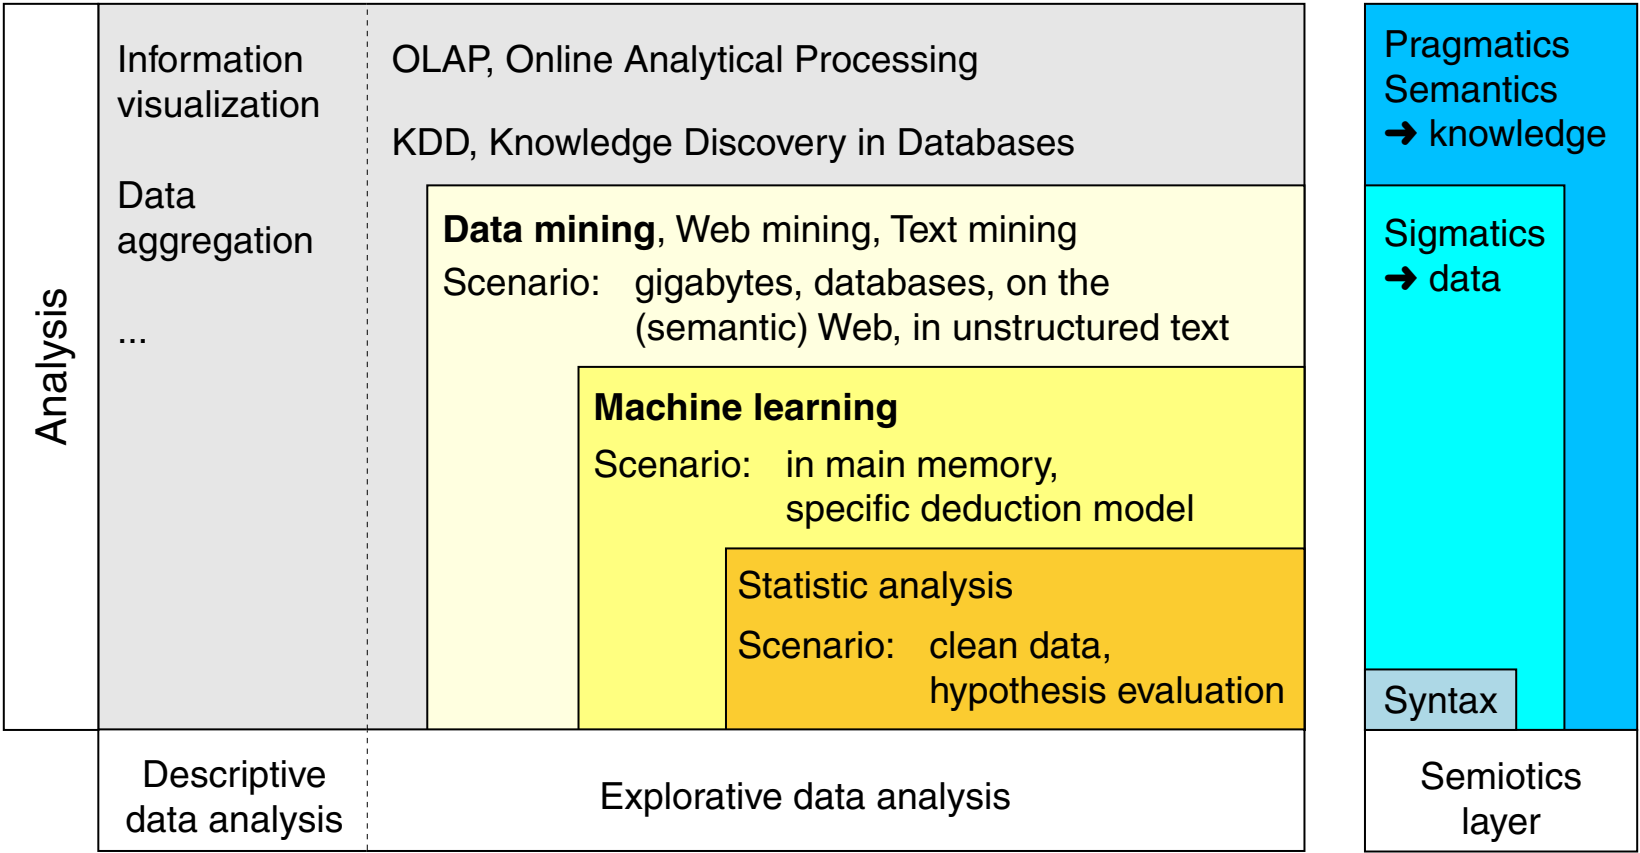 Analysis
Information
visualization
Data
aggregation
...
OLAP, Online Analytical Processing
KDD, Knowledge Discovery in Databases
Data mining, Web mining, Text mining
Scenario: gigabytes, databases, on the
(semantic) Web, in unstructured text
Machine learning
Scenario: in main memory,
specific deduction model
Statistic analysis
Scenario: clean data,
hypothesis evaluation
Descriptive
data analysis
Explorative data analysis
Pragmatics
Semantics
➜ knowledge
Sigmatics
➜ data
Syntax
Semiotics
layer